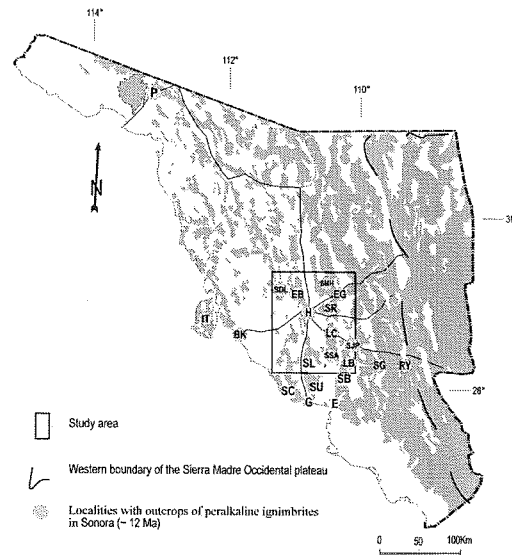 114°
112°
110°
P
N
30
SDL EB SMH EG
SR
IT
H
BK
LC
SJP
SSA
SL LB SG RY
SB
SC SU
28°
G E
Study area
Western boundary of the Sierra Madre Occidental plateau
Localities with outcrops of peralkaline ignimbrites
in Sonora (~ 12 Ma)
0 50 100Km